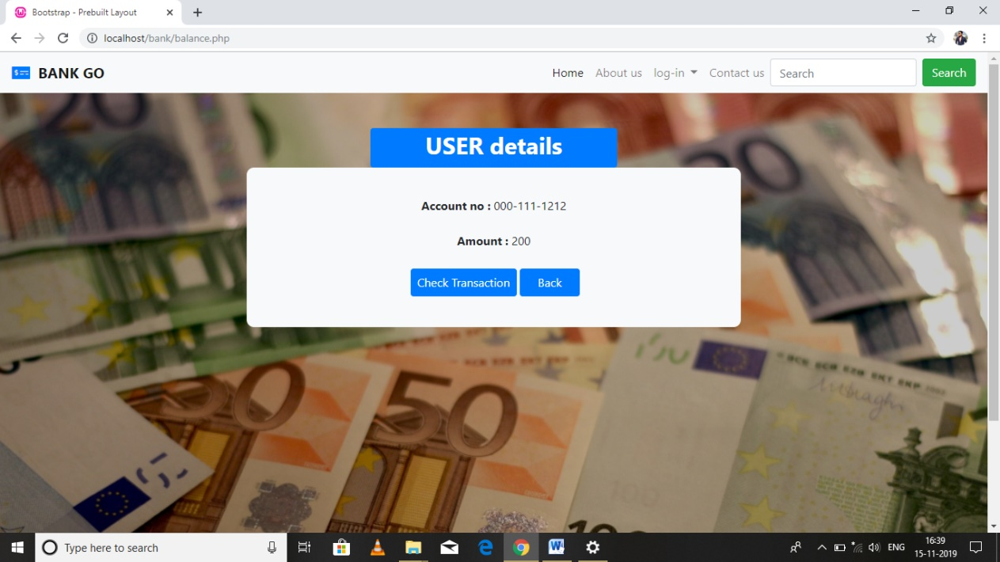 Bootstrap - Prebuilt Layout
localhost/bank/balance.php
BANK GO
Home About us log-in Contact us Search Search
20
20
USER details
Account no : 000-111-1212
Amount : 200
Check Transaction Back
50
50
Type here to search
W
ENG
16:39
15-11-2019